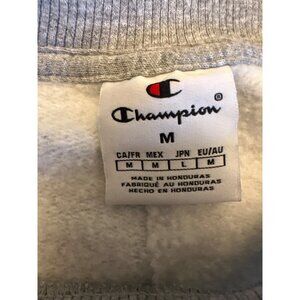 Champion®
M
CA/FR MEX JPN EU/AU
M M L M
MADE IN HONDURAS
FABRIQUÉ AU HONDURAS
HECHO EN HONDURAS